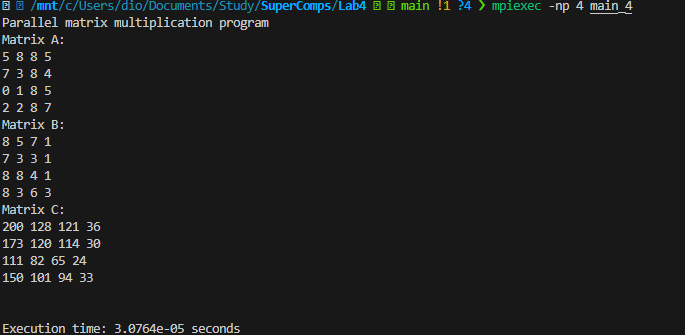 /mnt/c/Users/dio/Documents/Study/SuperComps/Lab4 main !1 ?4 ❯ mpiexec -np 4 main_4
Parallel matrix multiplication program
Matrix A:
5 8 8 5
7 3 8 4
0 1 8 5
2 2 8 7
Matrix B:
8 5 7 1
7 3 3 1
8 8 4 1
8 3 6 3
Matrix C:
200 128 121 36
173 120 114 30
111 82 65 24
150 101 94 33
Execution time: 3.0764e-05 seconds